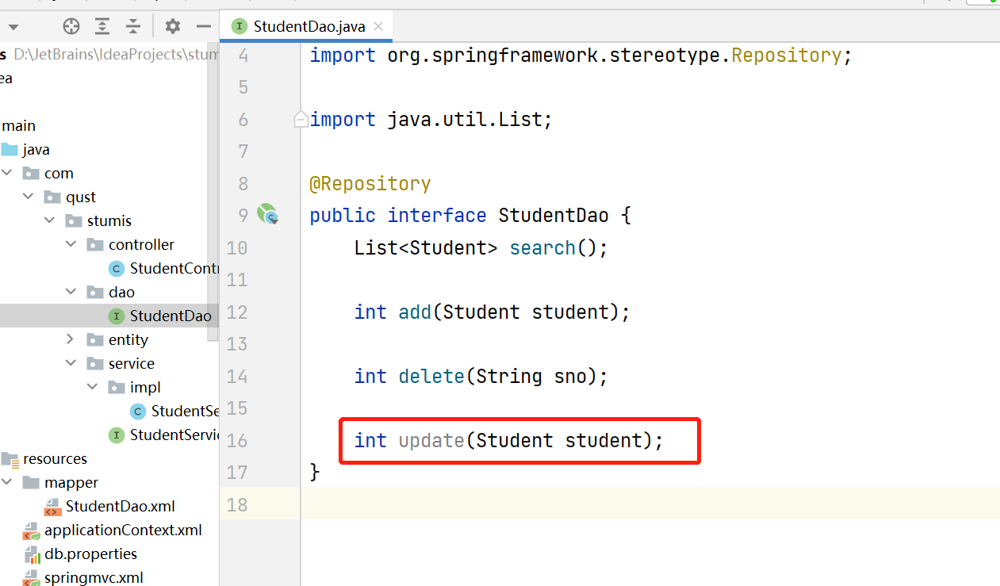 StudentDao.java
s D:\JetBrains\IdeaProjects\stum
ea
main
java
com
qust
stumis
controller
StudentContr
dao
StudentDao
entity
service
impl
StudentSe
StudentServic
resources
mapper
StudentDao.xml
applicationContext.xml
db.properties
springmvc.xml
4 import org.springframework.stereotype.Repository;
5
6 import java.util.List;
7
8 @Repository
9 public interface StudentDao {
10 List<Student> search();
11
12 int add(Student student);
13
14 int delete(String sno);
15
16 int update(Student student);
17 }
18